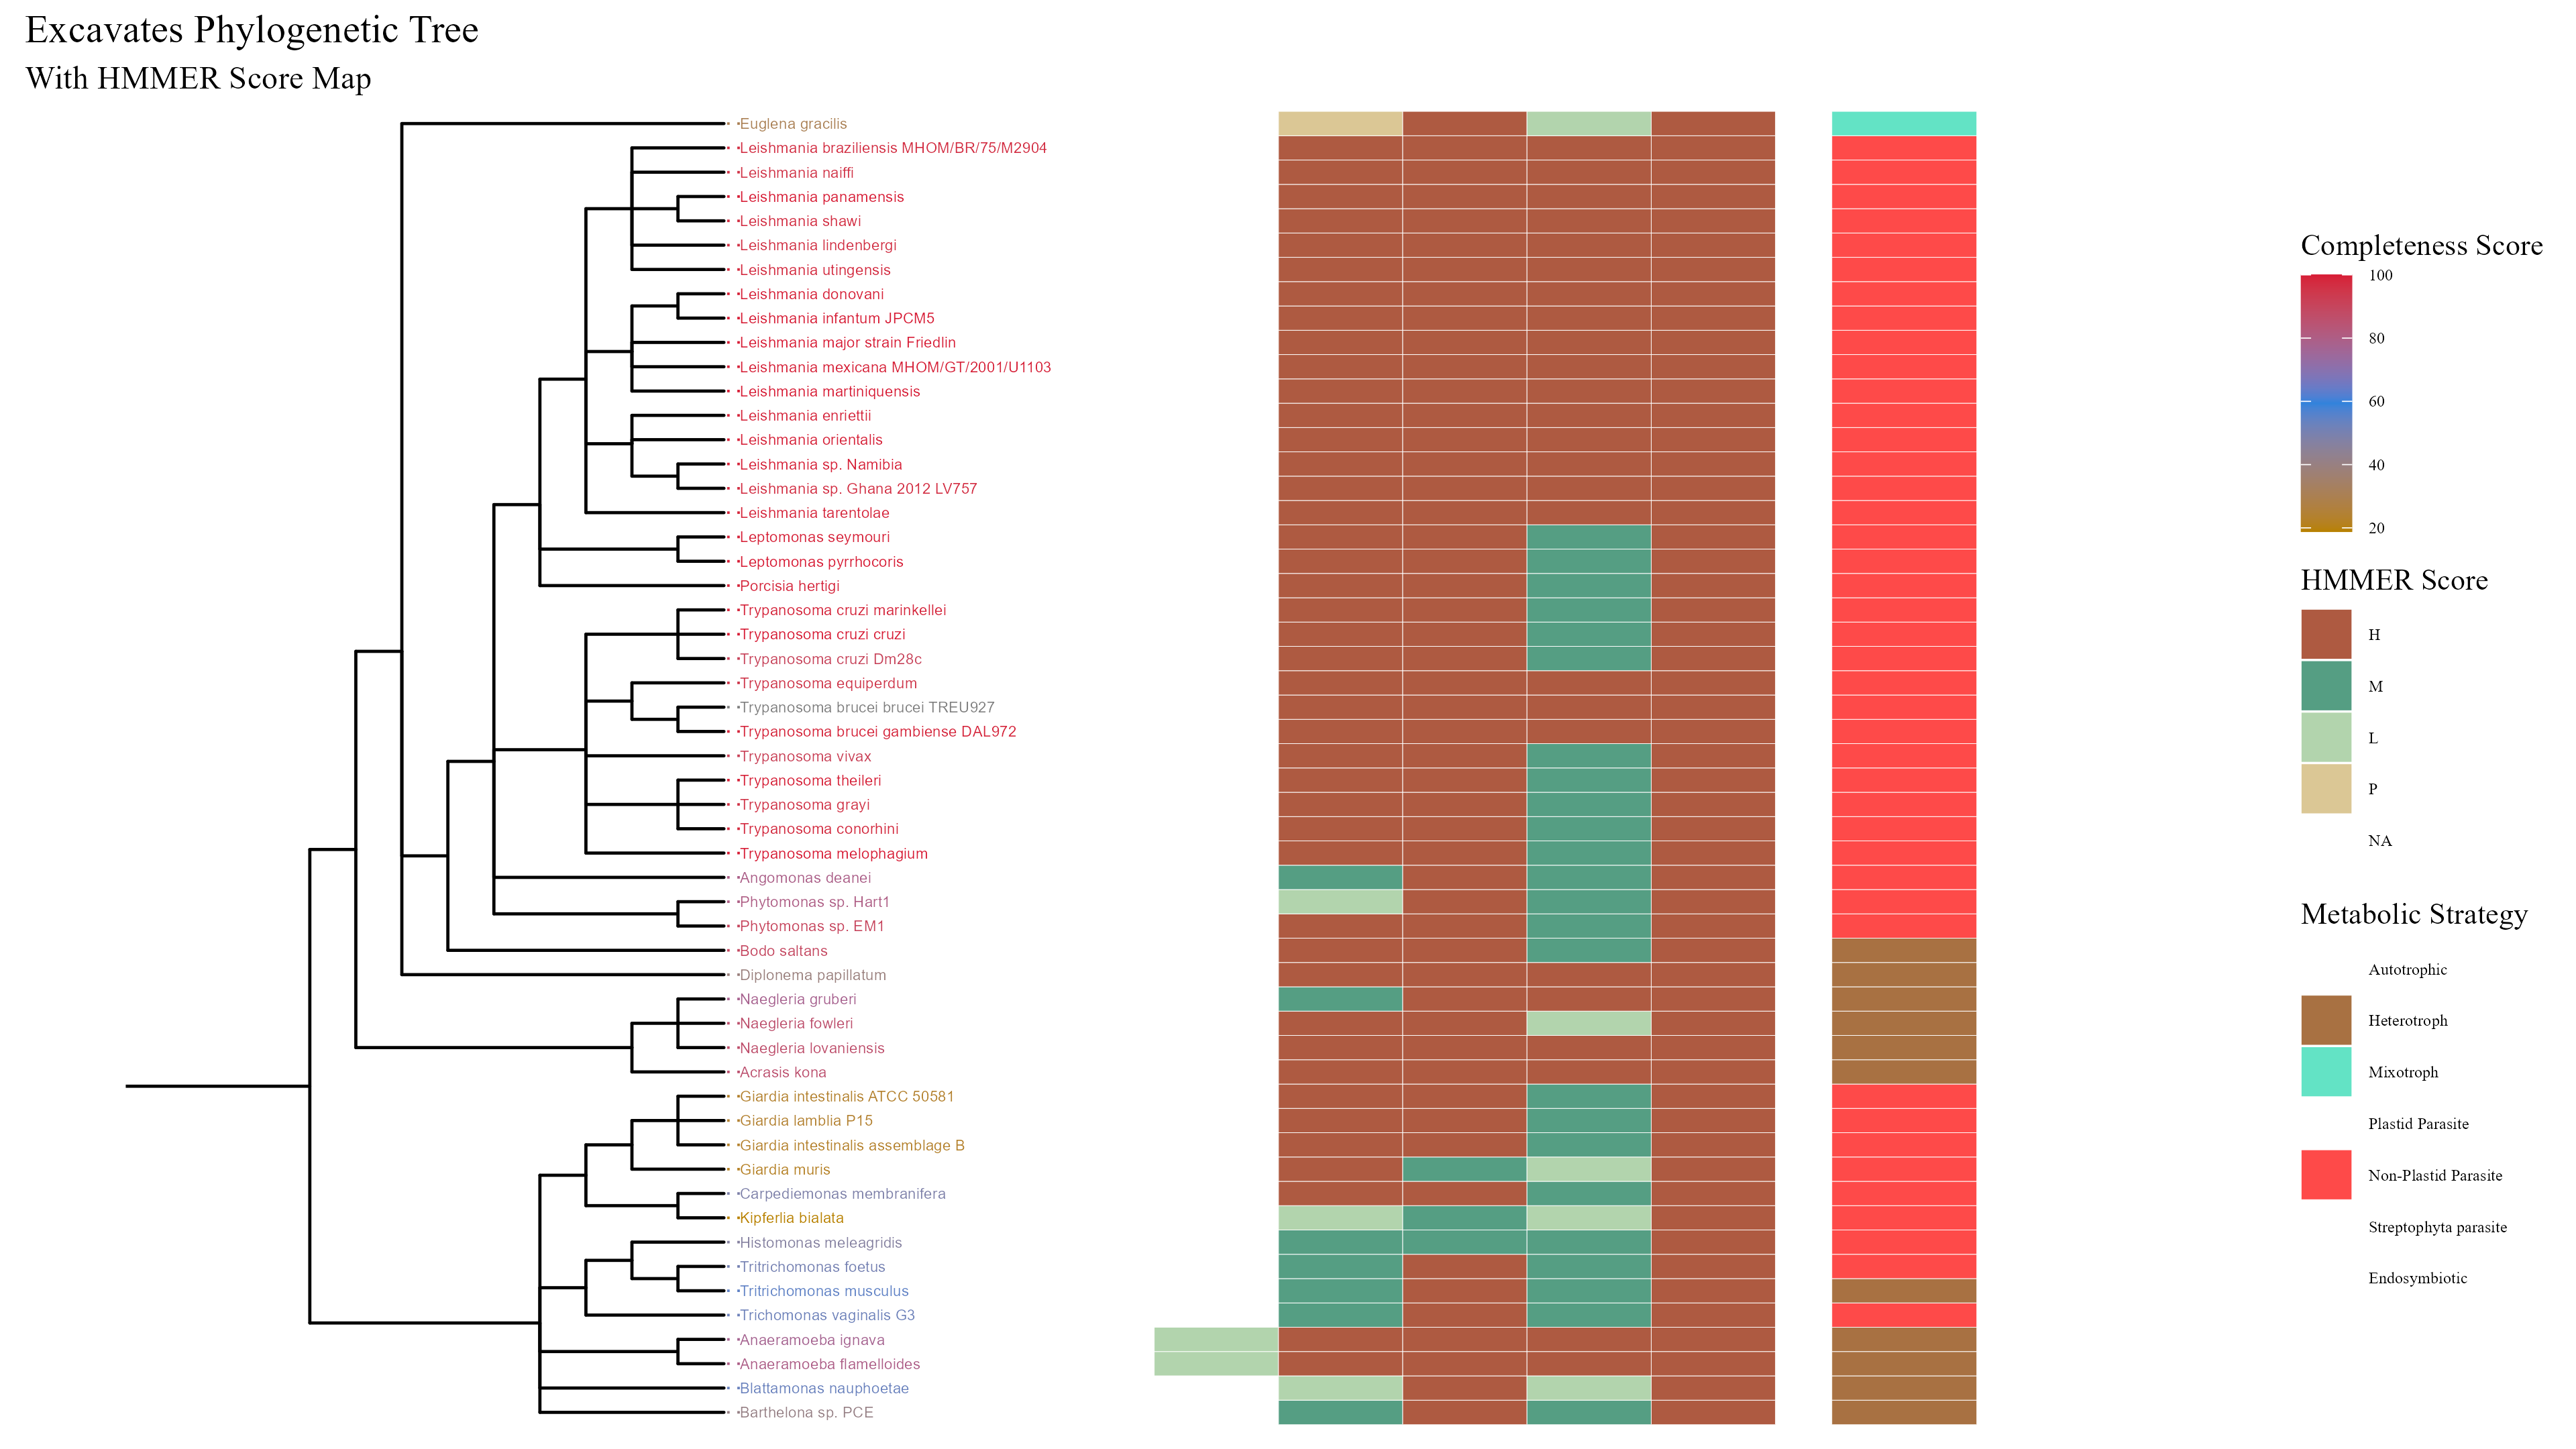 Excavates Phylogenetic Tree
With HMMER Score Map
Euglena gracilis
Leishmania braziliensis MHOM/BR/75/M2904
Leishmania naiffi
Leishmania panamensis
Leishmania shawi
Leishmania lindenbergi
Leishmania utingensis
Leishmania donovani
Leishmania infantum JPCM5
Leishmania major strain Friedlin
Leishmania mexicana MHOM/GT/2001/U1103
Leishmania martiniquensis
Leishmania enriettii
Leishmania orientalis
Leishmania sp. Namibia
Leishmania sp. Ghana 2012 LV757
Leishmania tarentolae
Leptomonas seymouri
Leptomonas pyrrhocoris
Porcisia hertigi
Trypanosoma cruzi marinkellei
Trypanosoma cruzi cruzi
Trypanosoma cruzi Dm28c
Trypanosoma equiperdum
Trypanosoma brucei brucei TREU927
Trypanosoma brucei gambiense DAL972
Trypanosoma vivax
Trypanosoma theileri
Trypanosoma grayi
Trypanosoma conorhini
Trypanosoma melophagium
Angomonas deanei
Phytomonas sp. Hart1
Phytomonas sp. EM1
Bodo saltans
Diplonema papillatum
Naegleria gruberi
Naegleria fowleri
Naegleria lovaniensis
Acrasis kona
Giardia intestinalis ATCC 50581
Giardia lamblia P15
Giardia intestinalis assemblage B
Giardia muris
Carpediemonas membranifera
Kipferlia bialata
Histomonas meleagridis
Tritrichomonas foetus
Tritrichomonas musculus
Trichomonas vaginalis G3
Anaeramoeba ignava
Anaeramoeba flamelloides
Blattamonas nauphoetae
Barthelona sp. PCE
Completeness Score
100
80
60
40
20
HMMER Score
H
M
L
P
NA
Metabolic Strategy
Autotrophic
Heterotroph
Mixotroph
Plastid Parasite
Non-Plastid Parasite
Streptophyta parasite
Endosymbiotic